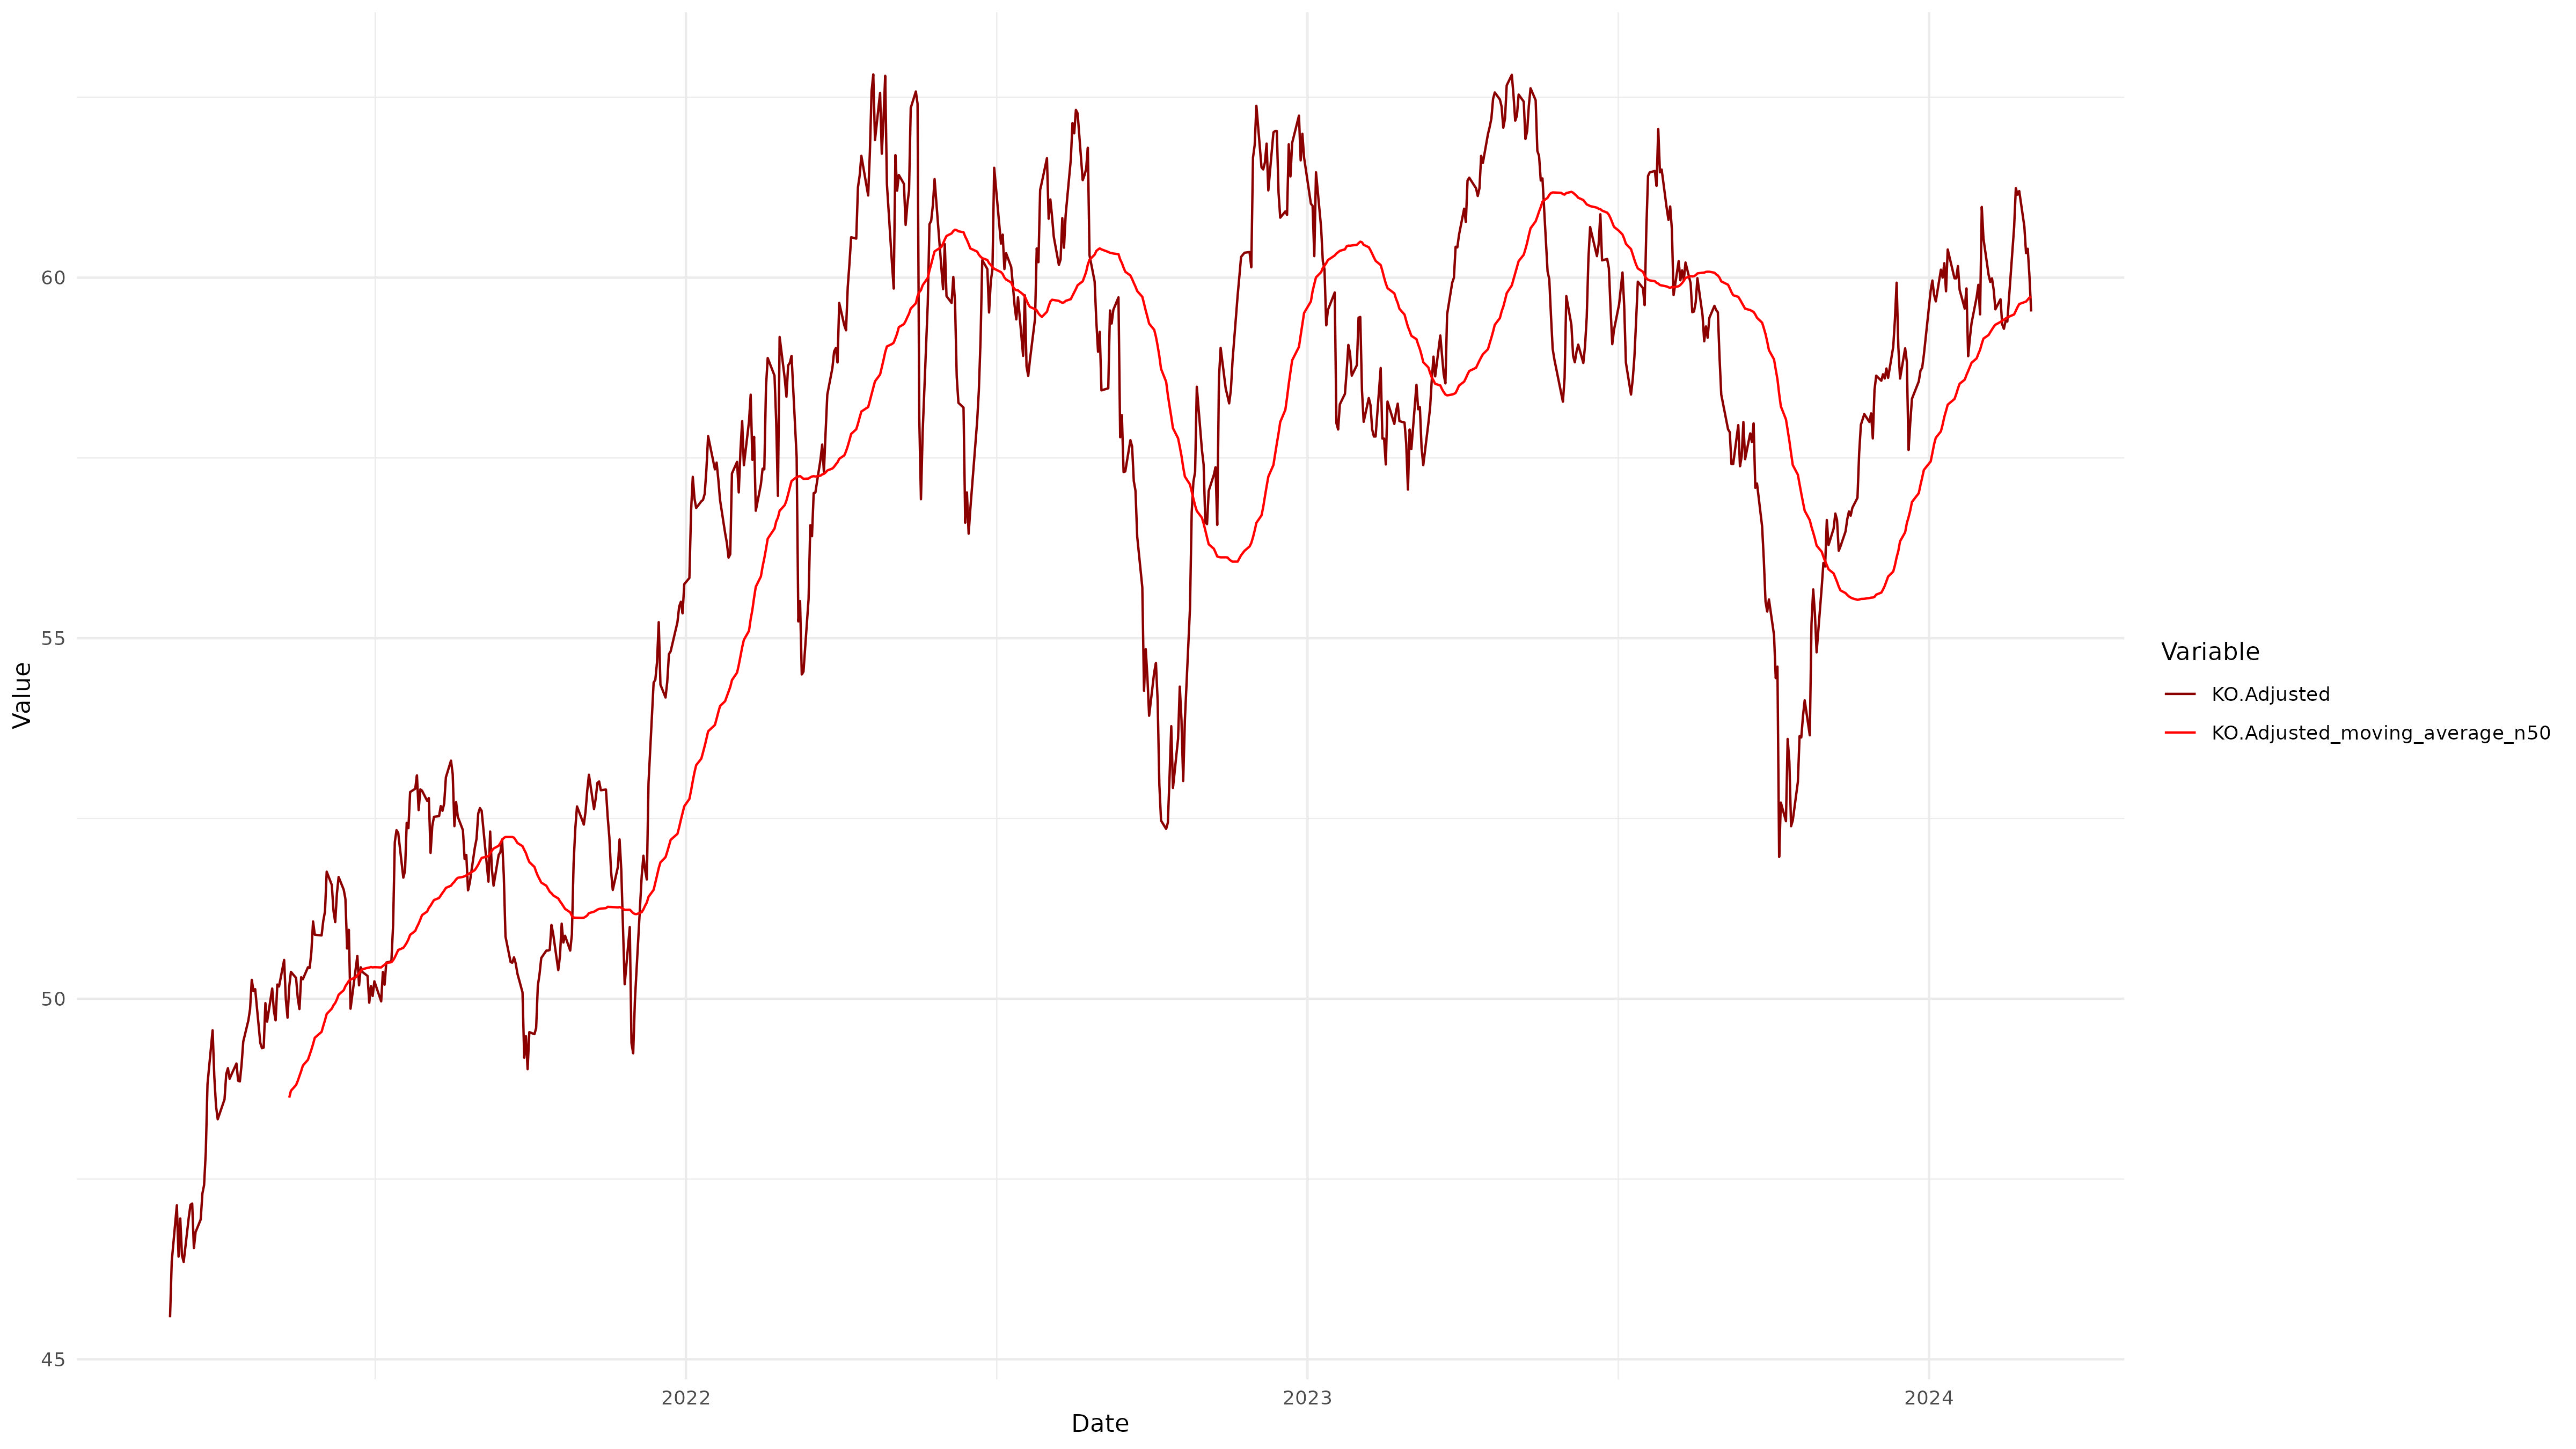 Value
60
55
50
45
2022
2023
2024
Date
Variable
KO.Adjusted
KO.Adjusted_moving_average_n50